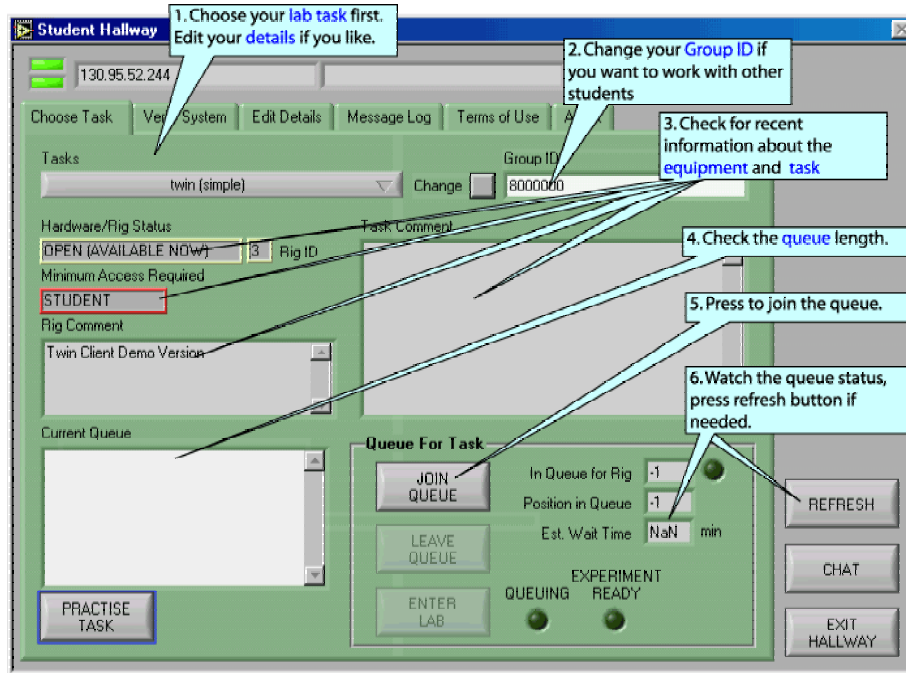 Student Hallway
1. Choose your lab task first.
Edit your details if you like.
2. Change your Group ID if
you want to work with other
students
130.95.52.244
Choose Task
Edit Details
Message Log
Terms of Use
3. Check for recent
information about the
equipment and task
Tasks
Group ID
twin (simple)
Change
8000000
Hardware/Rig Status
Task Comment
OPEN (AVAILABLE NOW)
3
Rig ID
4. Check the queue length.
Minimum Access Required
STUDENT
5. Press to join the queue.
Rig Comment
Twin Client Demo Version
6. Watch the queue status,
press refresh button if
needed.
Current Queue
Queue For Task
JOIN
QUEUE
In Queue for Rig
-1
Position in Queue
-1
Est. Wait Time
NaN
min
REFRESH
LEAVE
QUEUE
EXPERIMENT
READY
QUEUING
CHAT
ENTER
LAB
PRACTISE
TASK
EXIT
HALLWAY